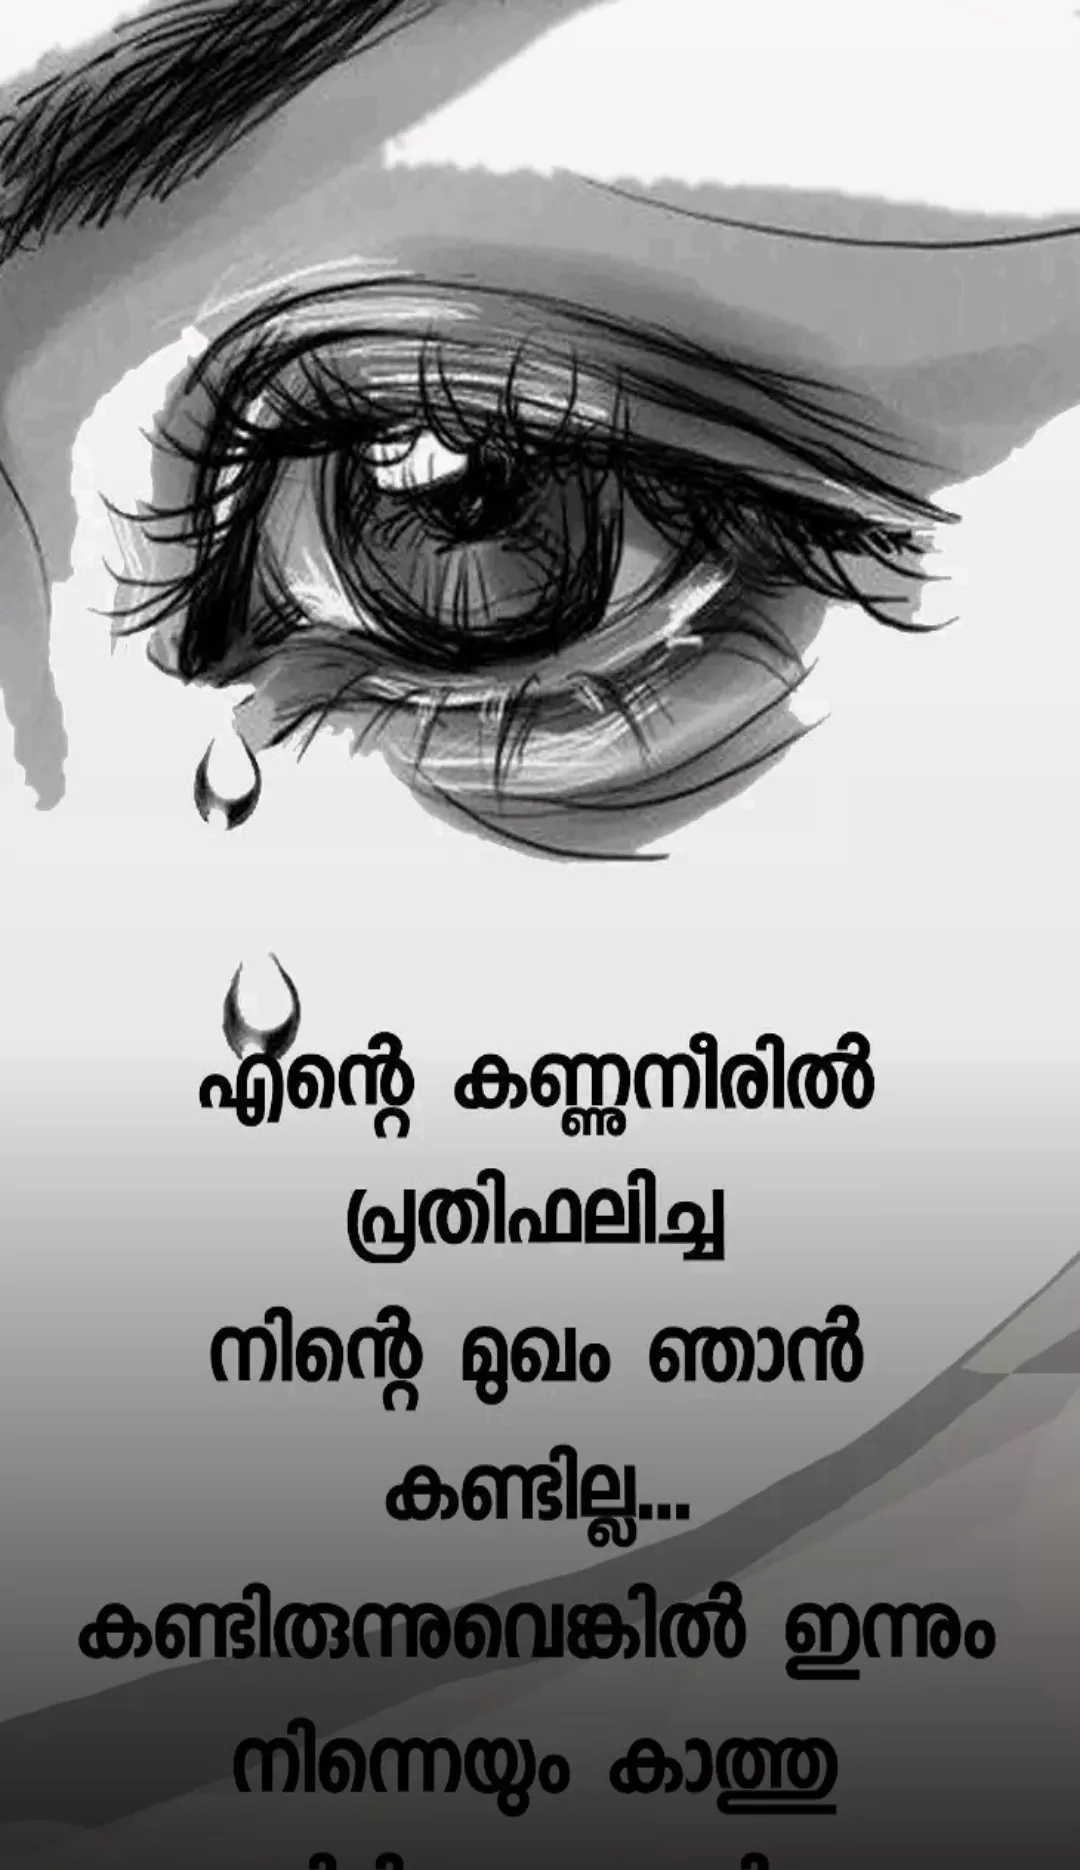 എന്റെ കണ്ണുനീരിൽ
പ്രതിഫലിച്ച
നിന്റെ മുഖം ഞാൻ
കണ്ടില്ല...
കണ്ടിരുന്നുവെങ്കിൽ ഇന്നും
നിന്നെയും കാത്തു